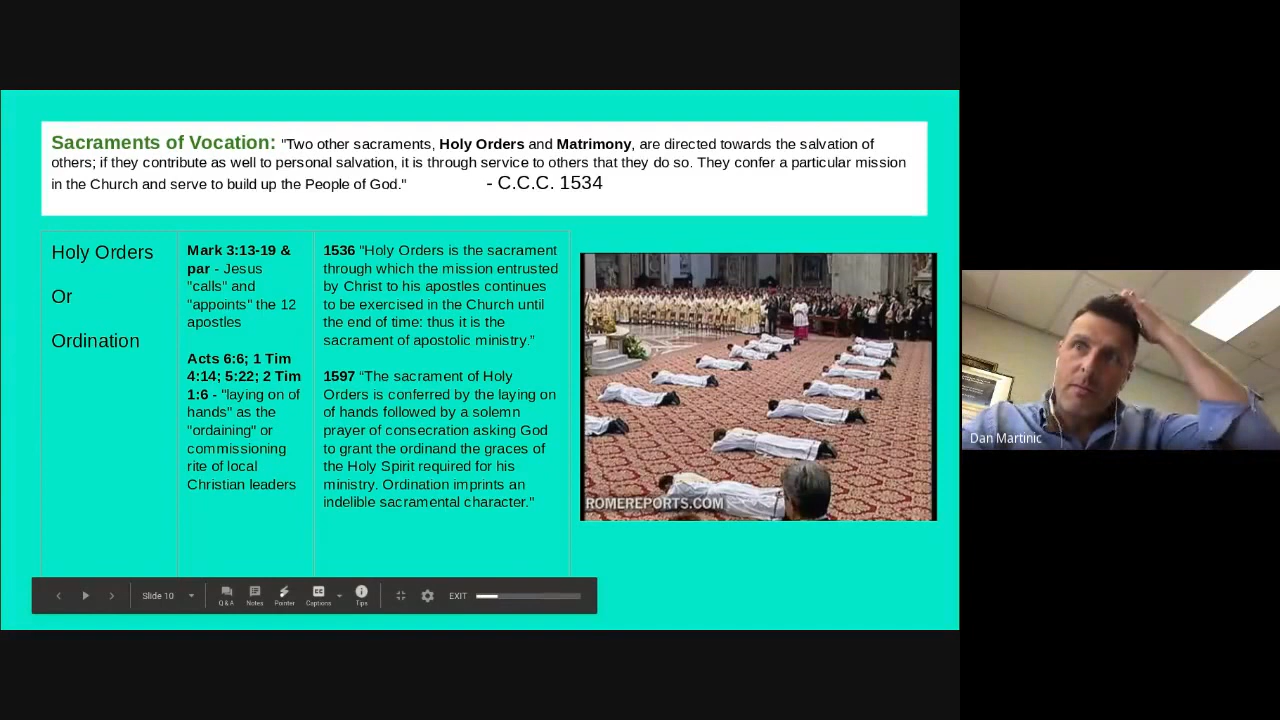 Sacraments of Vocation: "Two other sacraments, Holy Orders and Matrimony, are directed towards the salvation of
others; if they contribute as well to personal salvation, it is through service to others that they do so. They confer a particular mission
in the Church and serve to build up the People of God." - C.C.C. 1534
Holy Orders
Or
Ordination
Mark 3:13-19 &
par - Jesus
"calls" and
"appoints" the 12
apostles
Acts 6:6; 1 Tim
4:14; 5:22; 2 Tim
1:6 - "laying on of
hands" as the
"ordaining" or
commissioning
rite of local
Christian leaders
1536 "Holy Orders is the sacrament
through which the mission entrusted
by Christ to his apostles continues
to be exercised in the Church until
the end of time: thus it is the
sacrament of apostolic ministry."
1597 "The sacrament of Holy
Orders is conferred by the laying on
of hands followed by a solemn
prayer of consecration asking God
to grant the ordinand the graces of
the Holy Spirit required for his
ministry. Ordination imprints an
indelible sacramental character."
ROMEREPORTS.COM
Dan Martinic
Slide 10
Q & A
Notes
Pointer
CC
Captions
Tips
EXIT